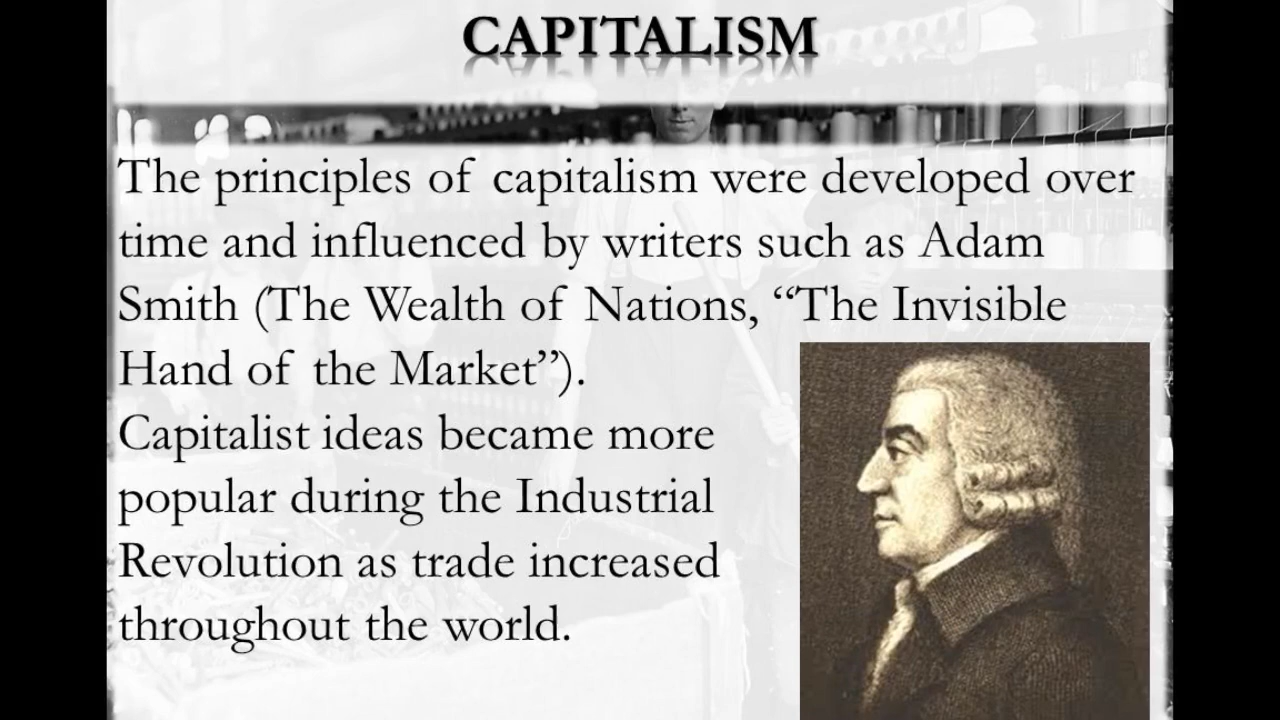 CAPITALISM
The principles of capitalism were developed over
time and influenced by writers such as Adam
Smith (The Wealth of Nations, “The Invisible
Hand of the Market”).
Capitalist ideas became more
popular during the Industrial
Revolution as trade increased
throughout the world.